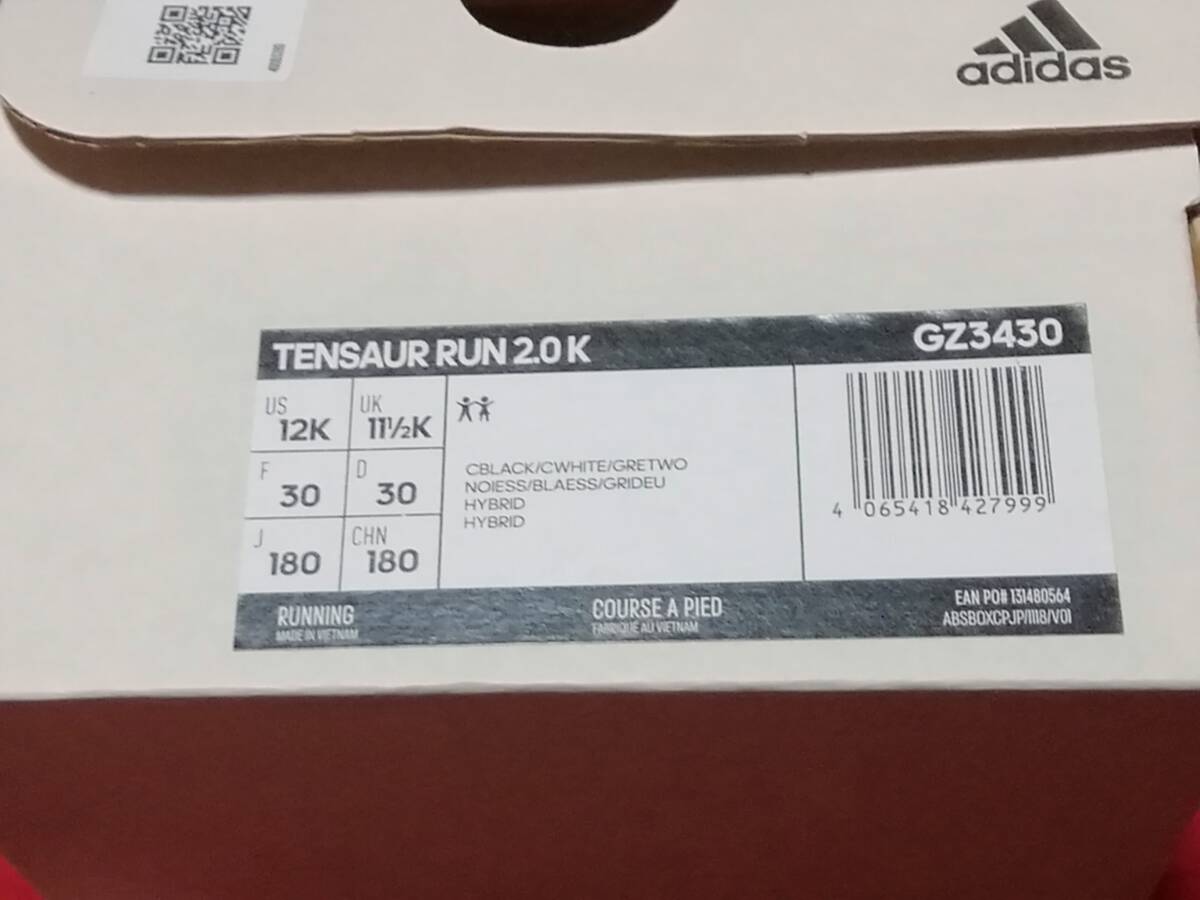 adidas
TENSAUR RUN 2.0 K
GZ3430
US 12K
UK 11½K
F 30
D 30
J 180
CHN 180
CBLACK/CWHITE/GRETWO
NOIESS/BLAESS/GRIDEU
HYBRID
HYBRID
4 065418 427999
RUNNING
MADE IN VIETNAM
COURSE A PIED
FABRIQUÉ AU VIETNAM
EAN PO# 131480564
ABSBOXCPJP/1118/V01